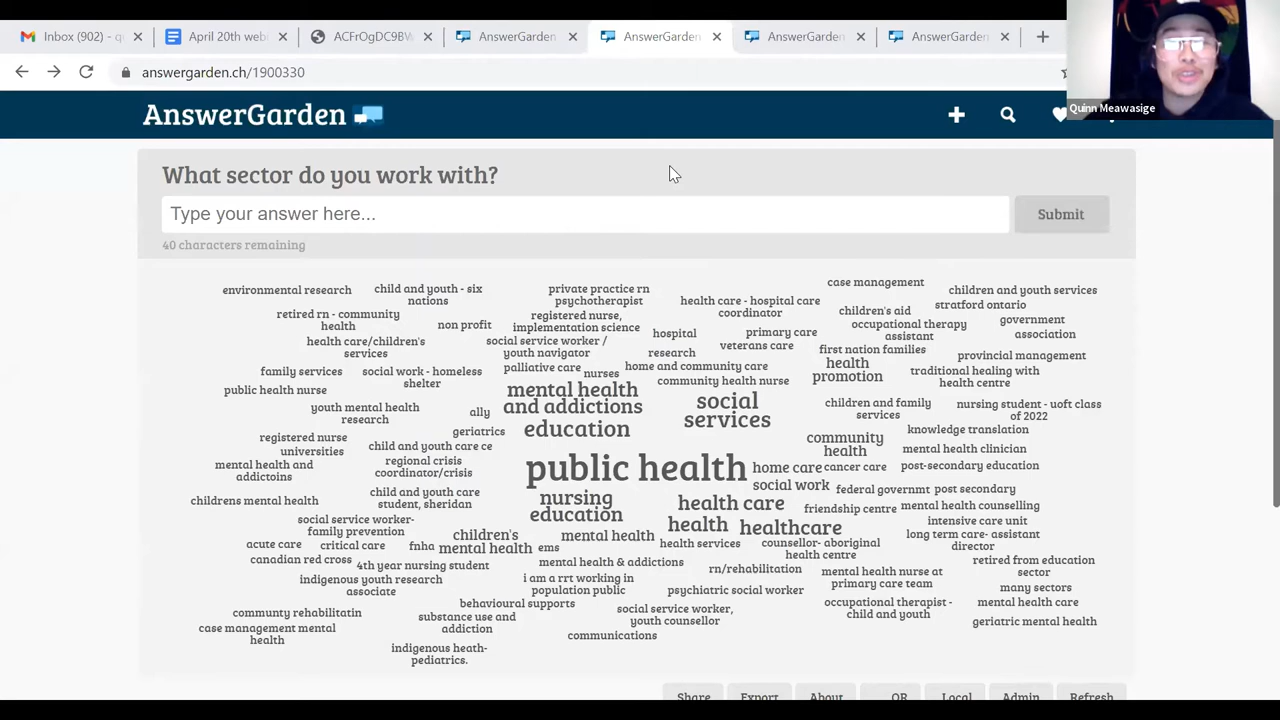 Inbox (902) - q
April 20th web
ACFrOgDC9BW
AnswerGarden
AnswerGarden
AnswerGarden
AnswerGarden
answergarden.ch/1900330
Quinn Meawasige
AnswerGarden
What sector do you work with?
Type your answer here...
Submit
40 characters remaining
environmental research
child and youth - six
nations
private practice rn
psychotherapist
health care - hospital care
coordinator
case management
children and youth services
stratford ontario
retired rn - community
health
non profit
registered nurse,
implementation science
hospital
primary care
children's aid
occupational therapy
assistant
government
association
health care/children's
services
social service worker /
youth navigator
research
veterans care
first nation families
provincial management
family services
social work - homeless
shelter
palliative care
nurses
home and community care
health
promotion
traditional healing with
health centre
public health nurse
community health nurse
mental health
and addictions
social
services
youth mental health
research
ally
children and family
services
nursing student - uoft class
of 2022
geriatrics
education
knowledge translation
registered nurse
universities
child and youth care ce
community
health
mental health clinician
mental health and
addictoins
regional crisis
coordinator/crisis
public health
home care
cancer care
post-secondary education
social work
federal governmt
post secondary
childrens mental health
child and youth care
student, sheridan
nursing
education
health care
friendship centre
mental health counselling
social service worker-
family prevention
health
healthcare
intensive care unit
children's
mental health
mental health
long term care- assistant
director
acute care
critical care
fnha
ems
health services
counsellor- aboriginal
health centre
canadian red cross
4th year nursing student
mental health & addictions
rn/rehabilitation
mental health nurse at
primary care team
retired from education
sector
indigenous youth research
associate
i am a rrt working in
population public
psychiatric social worker
many sectors
behavioural supports
occupational therapist -
child and youth
mental health care
communty rehabilitatin
substance use and
addiction
social service worker,
youth counsellor
geriatric mental health
case management mental
health
communications
indigenous heath-
pediatrics.
Share
Export
About
QR
Local
Admin
Refresh